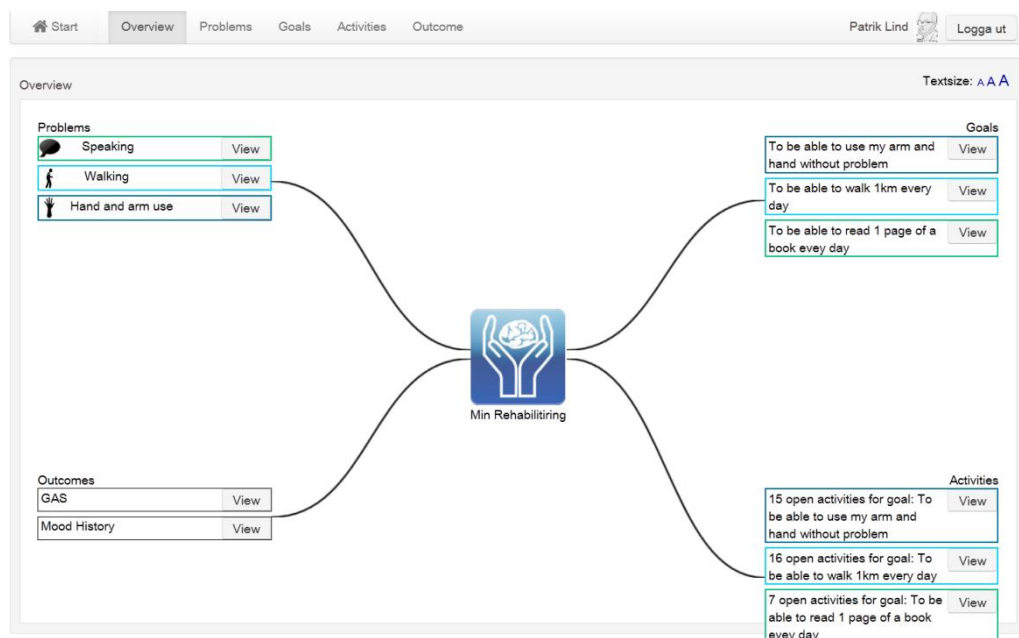 Start Overview Problems Goals Activities Outcome Patrik Lind Logga ut
Overview Textsize: A A A
Problems
Speaking View
Walking View
Hand and arm use View
Goals
To be able to use my arm and View
hand without problem
To be able to walk 1km every View
day
To be able to read 1 page of a View
book evey day
Min Rehabilitiring
Outcomes
GAS View
Mood History View
Activities
15 open activities for goal: To View
be able to use my arm and
hand without problem
16 open activities for goal: To View
be able to walk 1km every day
7 open activities for goal: To be View
able to read 1 page of a book
evey day